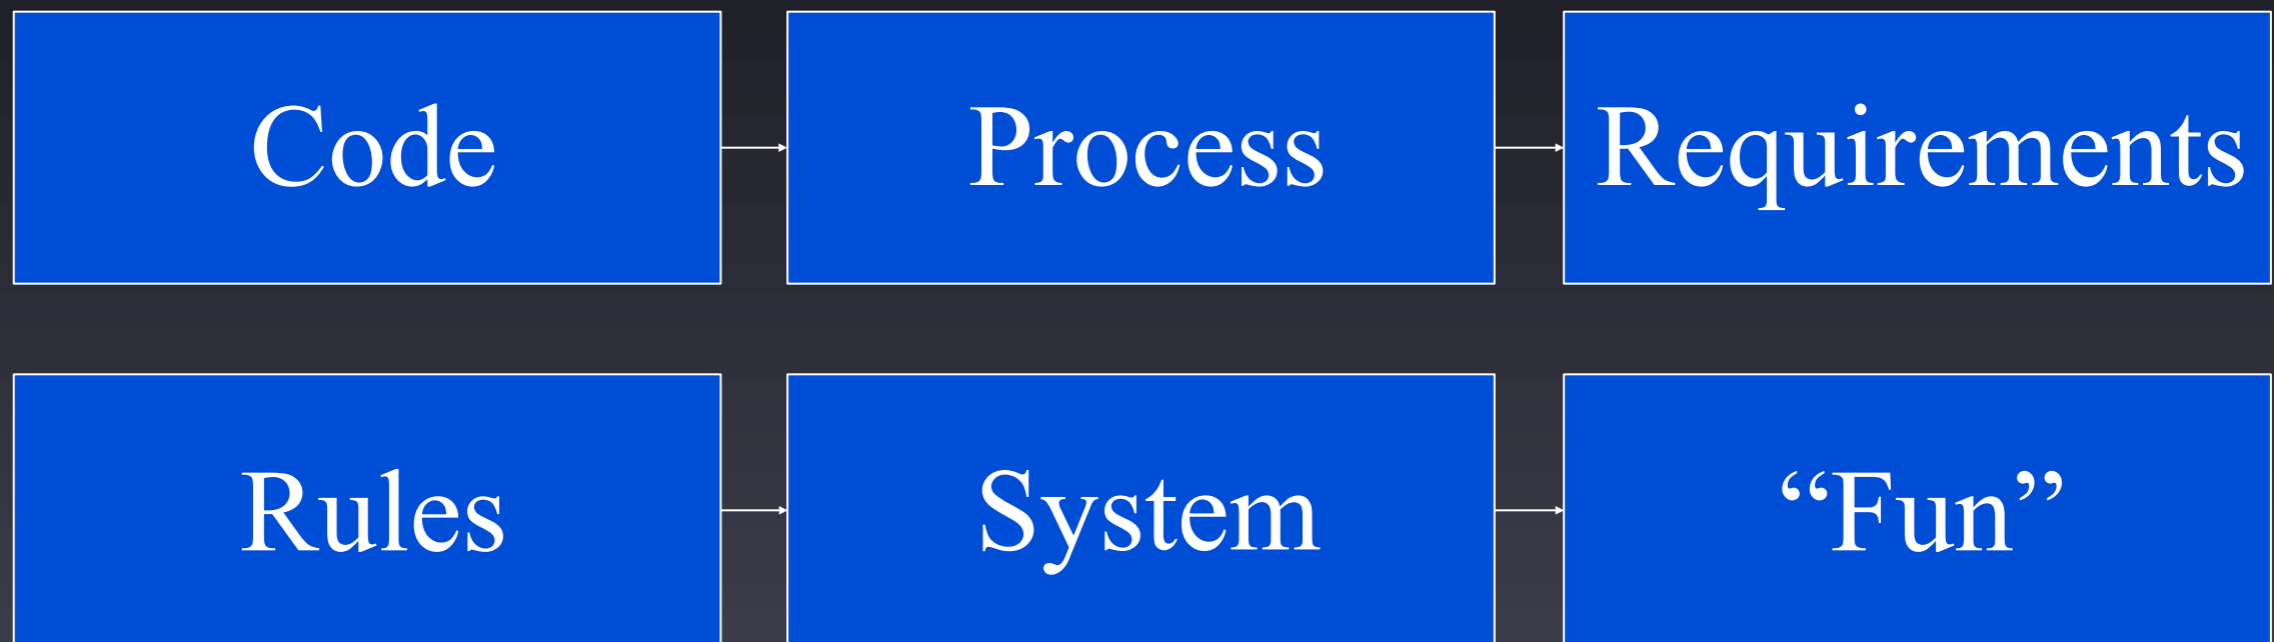 Code
Process
Requirements
Rules
System
“Fun”